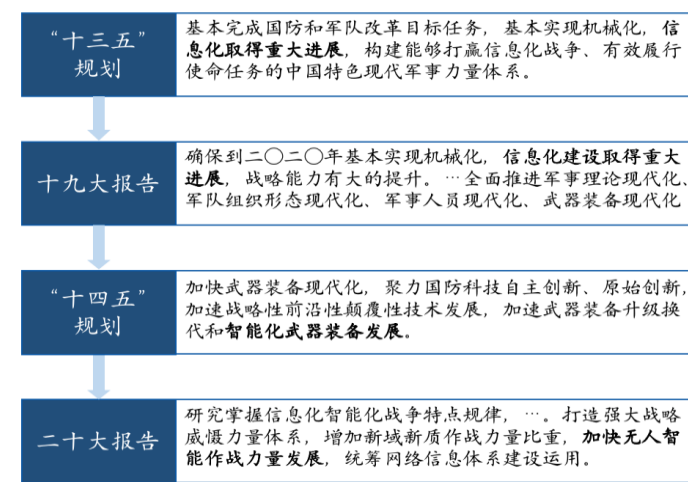 “十三五”
规划
基本完成国防和军队改革目标任务，基本实现机械化，信
息化取得重大进展，构建能够打赢信息化战争、有效履行
使命任务的中国特色现代军事力量体系。
十九大报告
确保到二〇二〇年基本实现机械化，信息化建设取得重大
进展，战略能力有大的提升。…全面推进军事理论现代化、
军队组织形态现代化、军事人员现代化、武器装备现代化
“十四五”
规划
加快武器装备现代化，聚力国防科技自主创新、原始创新，
加速战略性前沿性颠覆性技术发展，加速武器装备升级换
代和智能化武器装备发展。
二十大报告
研究掌握信息化智能化战争特点规律，…。打造强大战略
威慑力量体系，增加新域新质作战力量比重，加快无人智
能作战力量发展，统筹网络信息体系建设运用。